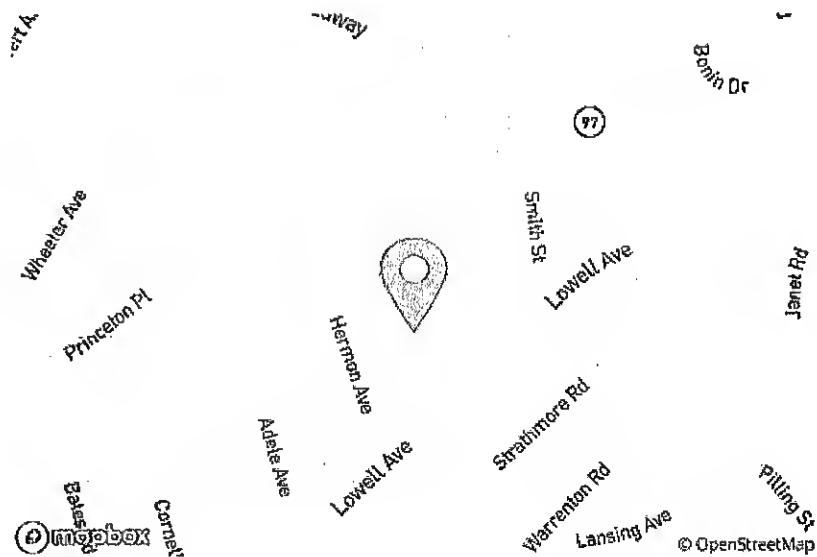 Bonin Dr
97
Wheeler Ave
Smith St
Lowell Ave
Janet Rd
Princeton Pl
Hermon Ave
Strathmore Rd
Adele Ave
Lowell Ave
Warrenton Rd
Pilling St
Lansing Ave
mapbox
© OpenStreetMap